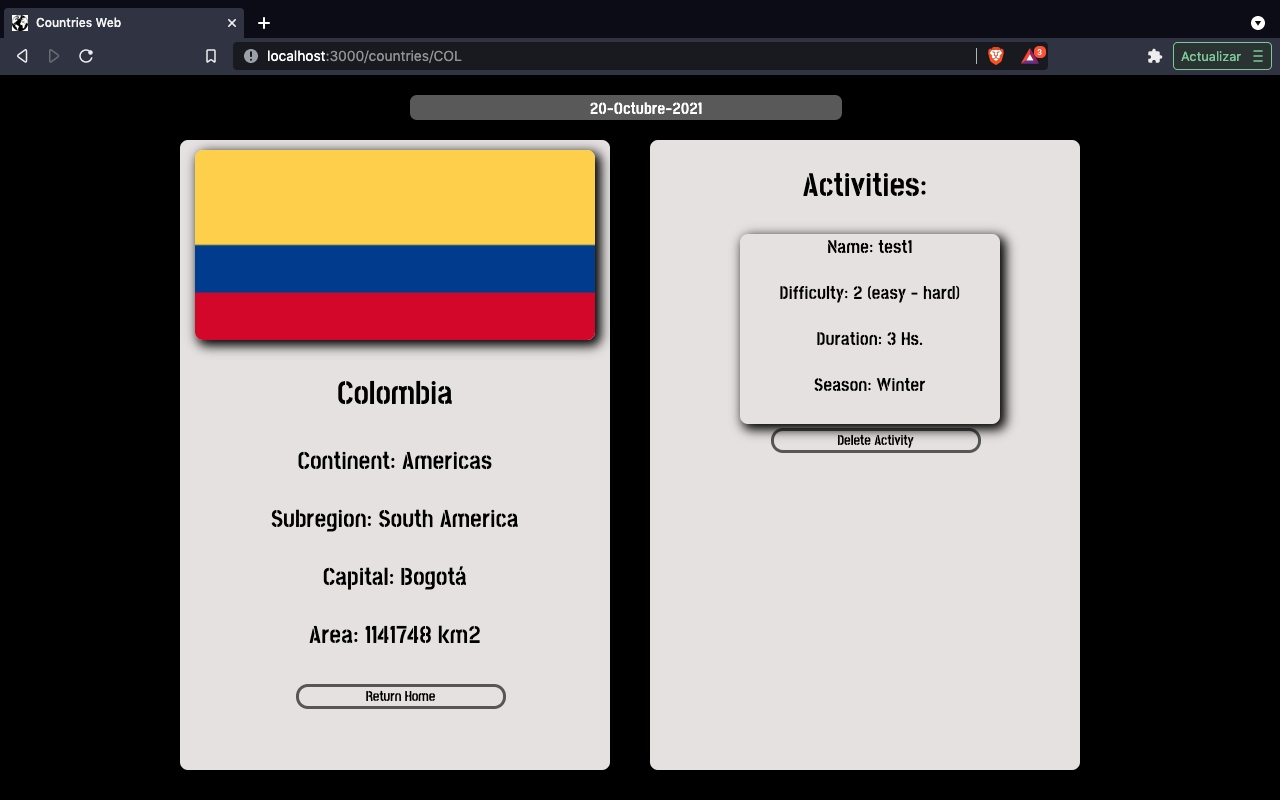 Countries Web
localhost:3000/countries/COL
3
Actualizar
20-Octubre-2021
Colombia
Continent: Americas
Subregion: South America
Capital: Bogotá
Area: 1141748 km2
Return Home
Activities:
Name: test1
Difficulty: 2 (easy - hard)
Duration: 3 Hs.
Season: Winter
Delete Activity